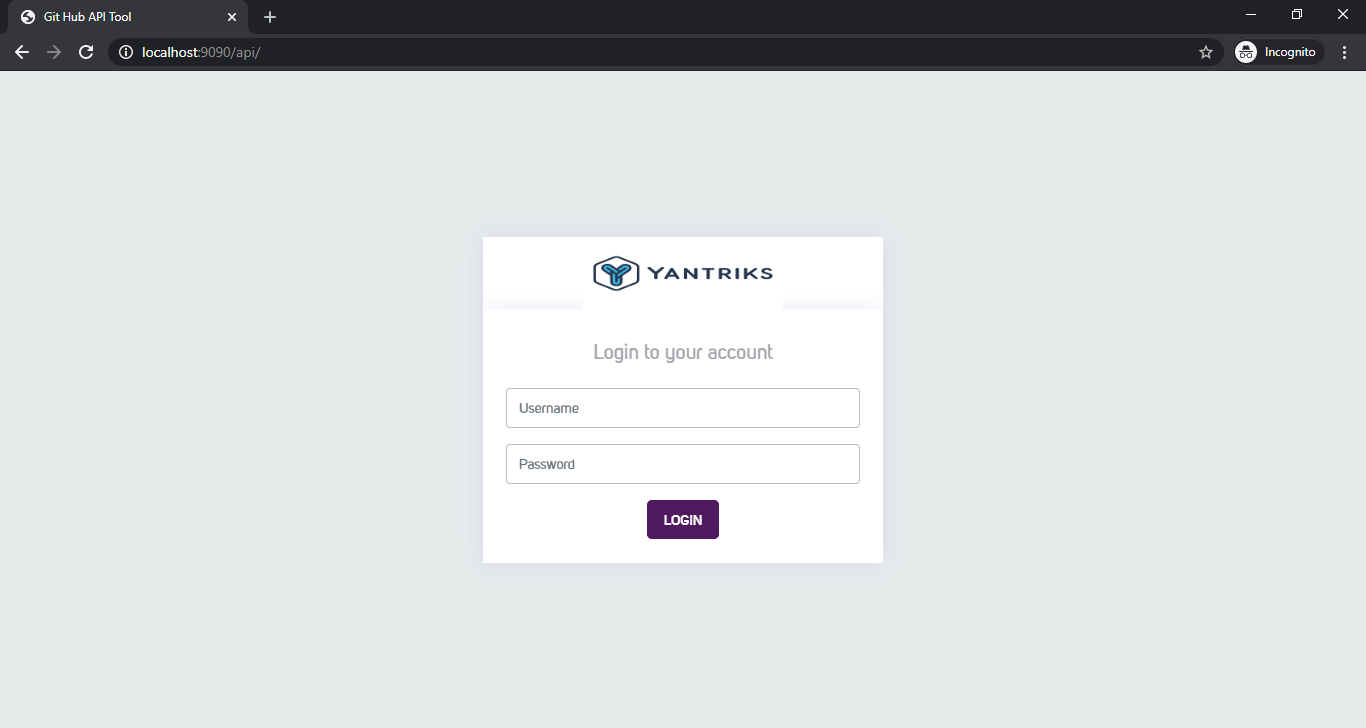 Git Hub API Tool
localhost:9090/api/
Incognito
YANTRIKS
Login to your account
Username
Password
LOGIN